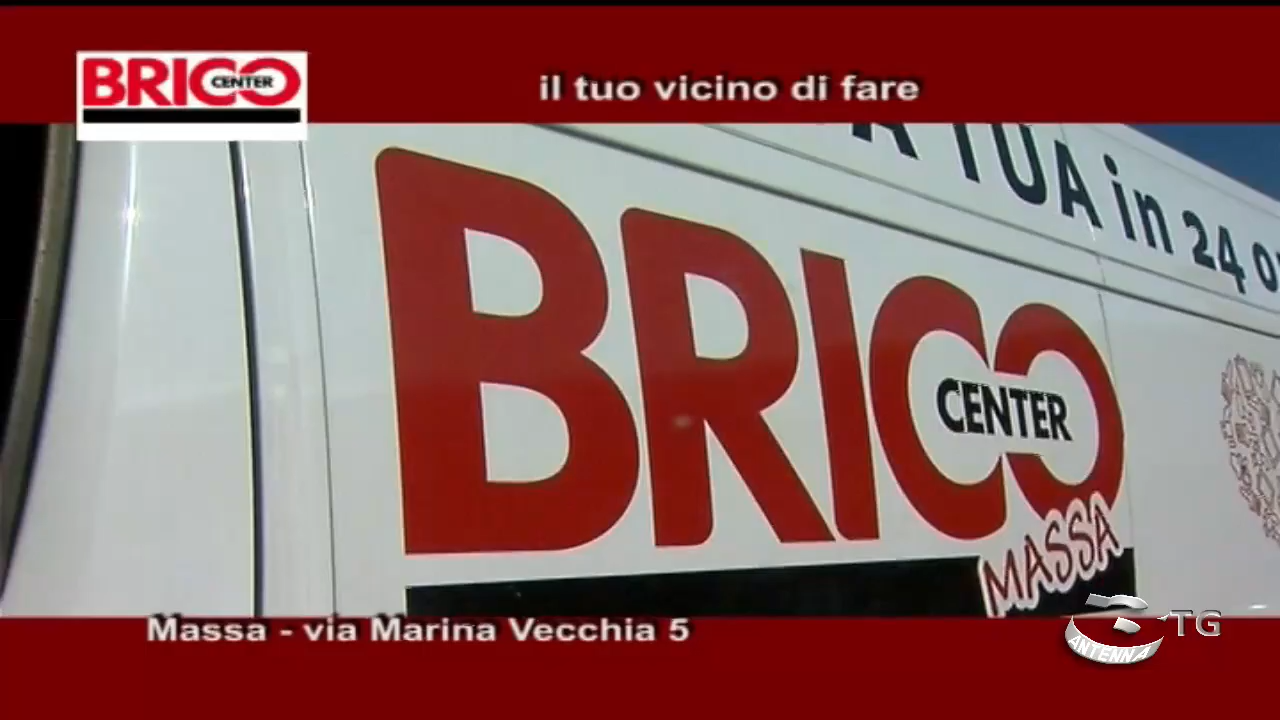 BRICO
CENTER
il tuo vicino di fare
A TUA in 24 o
BRICO
CENTER
MASSA
Massa - via Marina Vecchia 5
TG
ANTENNA